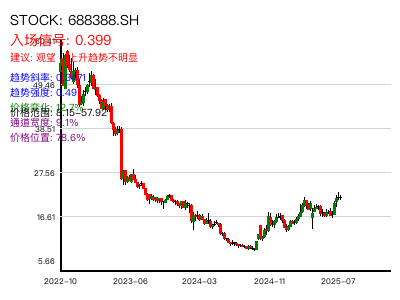 STOCK: 688388.SH
入场信号: 0.399
建议: 观望 上升趋势不明显
趋势斜率:
趋势强度: 0.49
49.46
价格变化: 12.7%
价格范围: 8.15-57.92
通道宽度: 9.1%
38.51
价格位置: 78.6%
27.56
16.61
5.66
2022-10
2023-06
2024-03
2024-11
2025-07